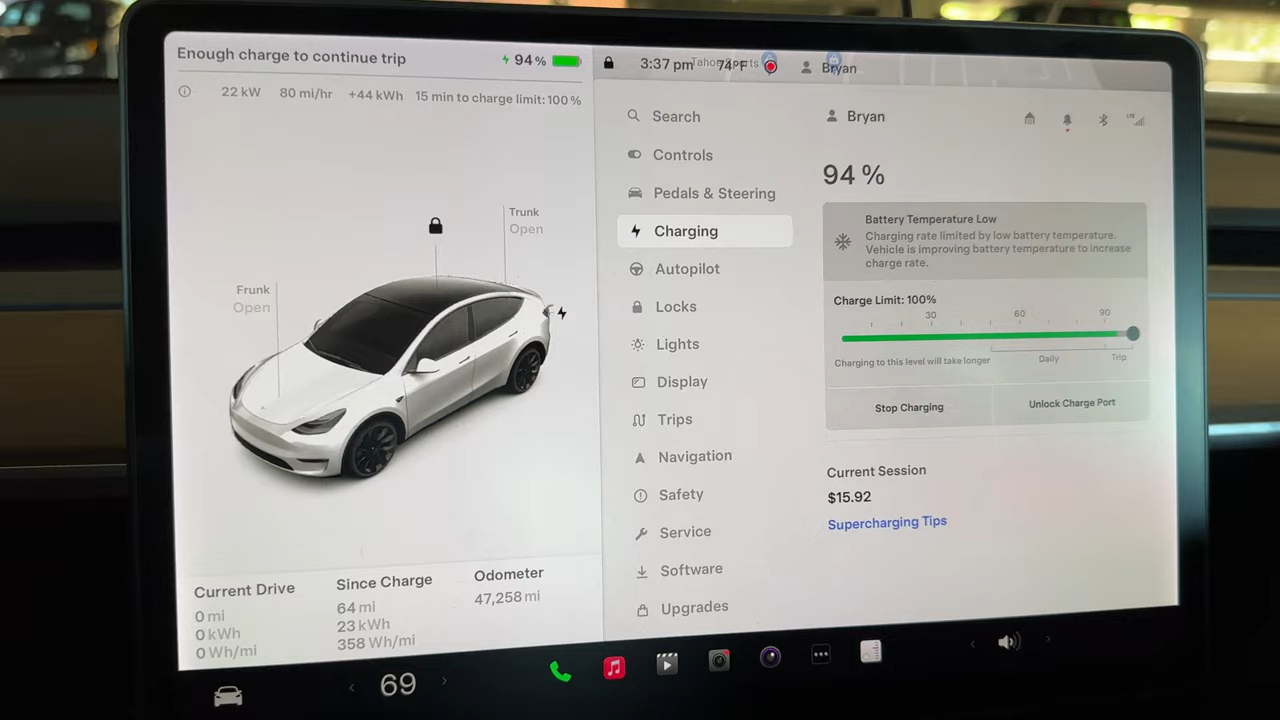 Enough charge to continue trip
94 %
22 kW 80 mi/hr +44 kWh 15 min to charge limit: 100 %
Trunk
Open
Frunk
Open
Current Drive
0 mi
0 kWh
0 Wh/mi
Since Charge
64 mi
23 kWh
358 Wh/mi
Odometer
47,258 mi
69
3:37 pm 74°F Bryan
Search
Controls
Pedals & Steering
Charging
Autopilot
Locks
Lights
Display
Trips
Navigation
Safety
Service
Software
Upgrades
Bryan
LTE
94 %
Battery Temperature Low
Charging rate limited by low battery temperature.
Vehicle is improving battery temperature to increase
charge rate.
Charge Limit: 100%
30 60 90
Charging to this level will take longer
Daily Trip
Stop Charging Unlock Charge Port
Current Session
$15.92
Supercharging Tips